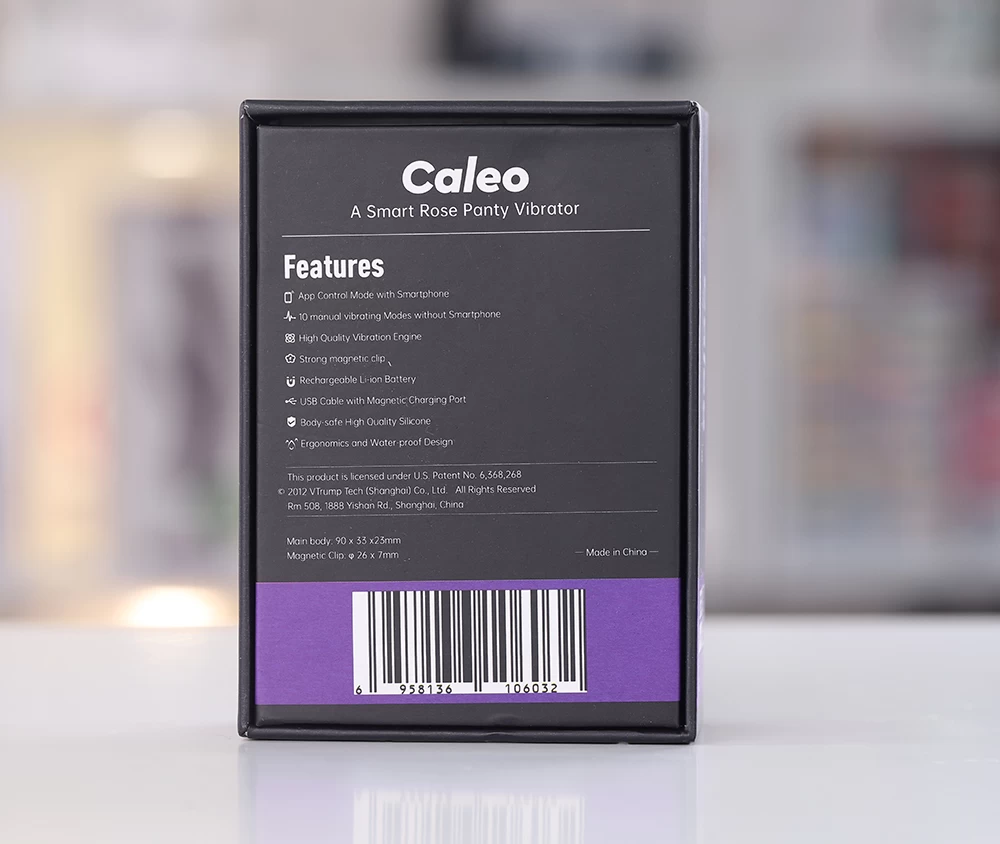 Caleo
A Smart Rose Panty Vibrator
Features
App Control Mode with Smartphone
10 manual vibrating Modes without Smartphone
High Quality Vibration Engine
Strong magnetic clip
Rechargeable Li-ion Battery
USB Cable with Magnetic Charging Port
Body-safe High Quality Silicone
Ergonomics and Water-proof Design
This product is licensed under U.S. Patent No. 6,368,268
© 2012 VTrump Tech (Shanghai) Co., Ltd. All Rights Reserved
Rm 508, 1888 Yishan Rd., Shanghai, China
Main body: 90 x 33 x23mm
Magnetic Clip: φ 26 x 7mm
— Made in China —
6 958136 106032